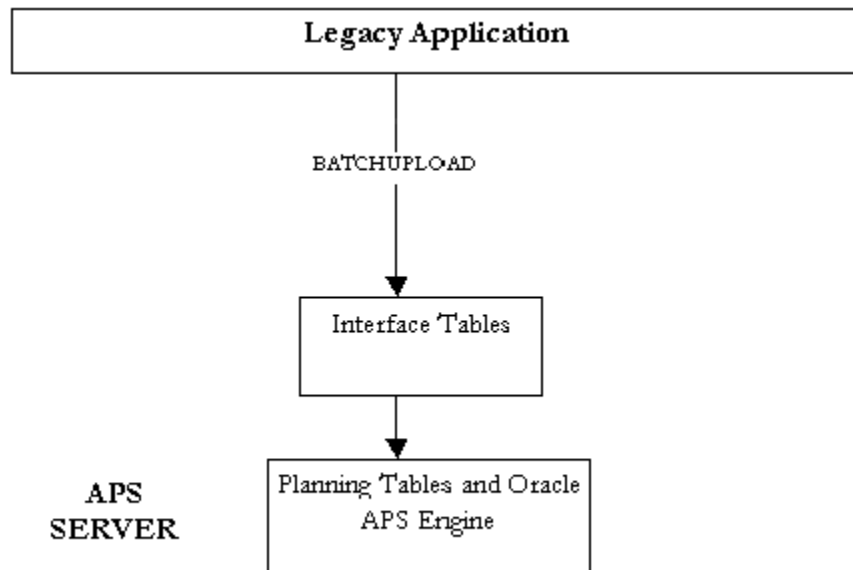 Legacy Application
BATCHUPLOAD
Interface Tables
Planning Tables and Oracle
APS Engine
APS
SERVER